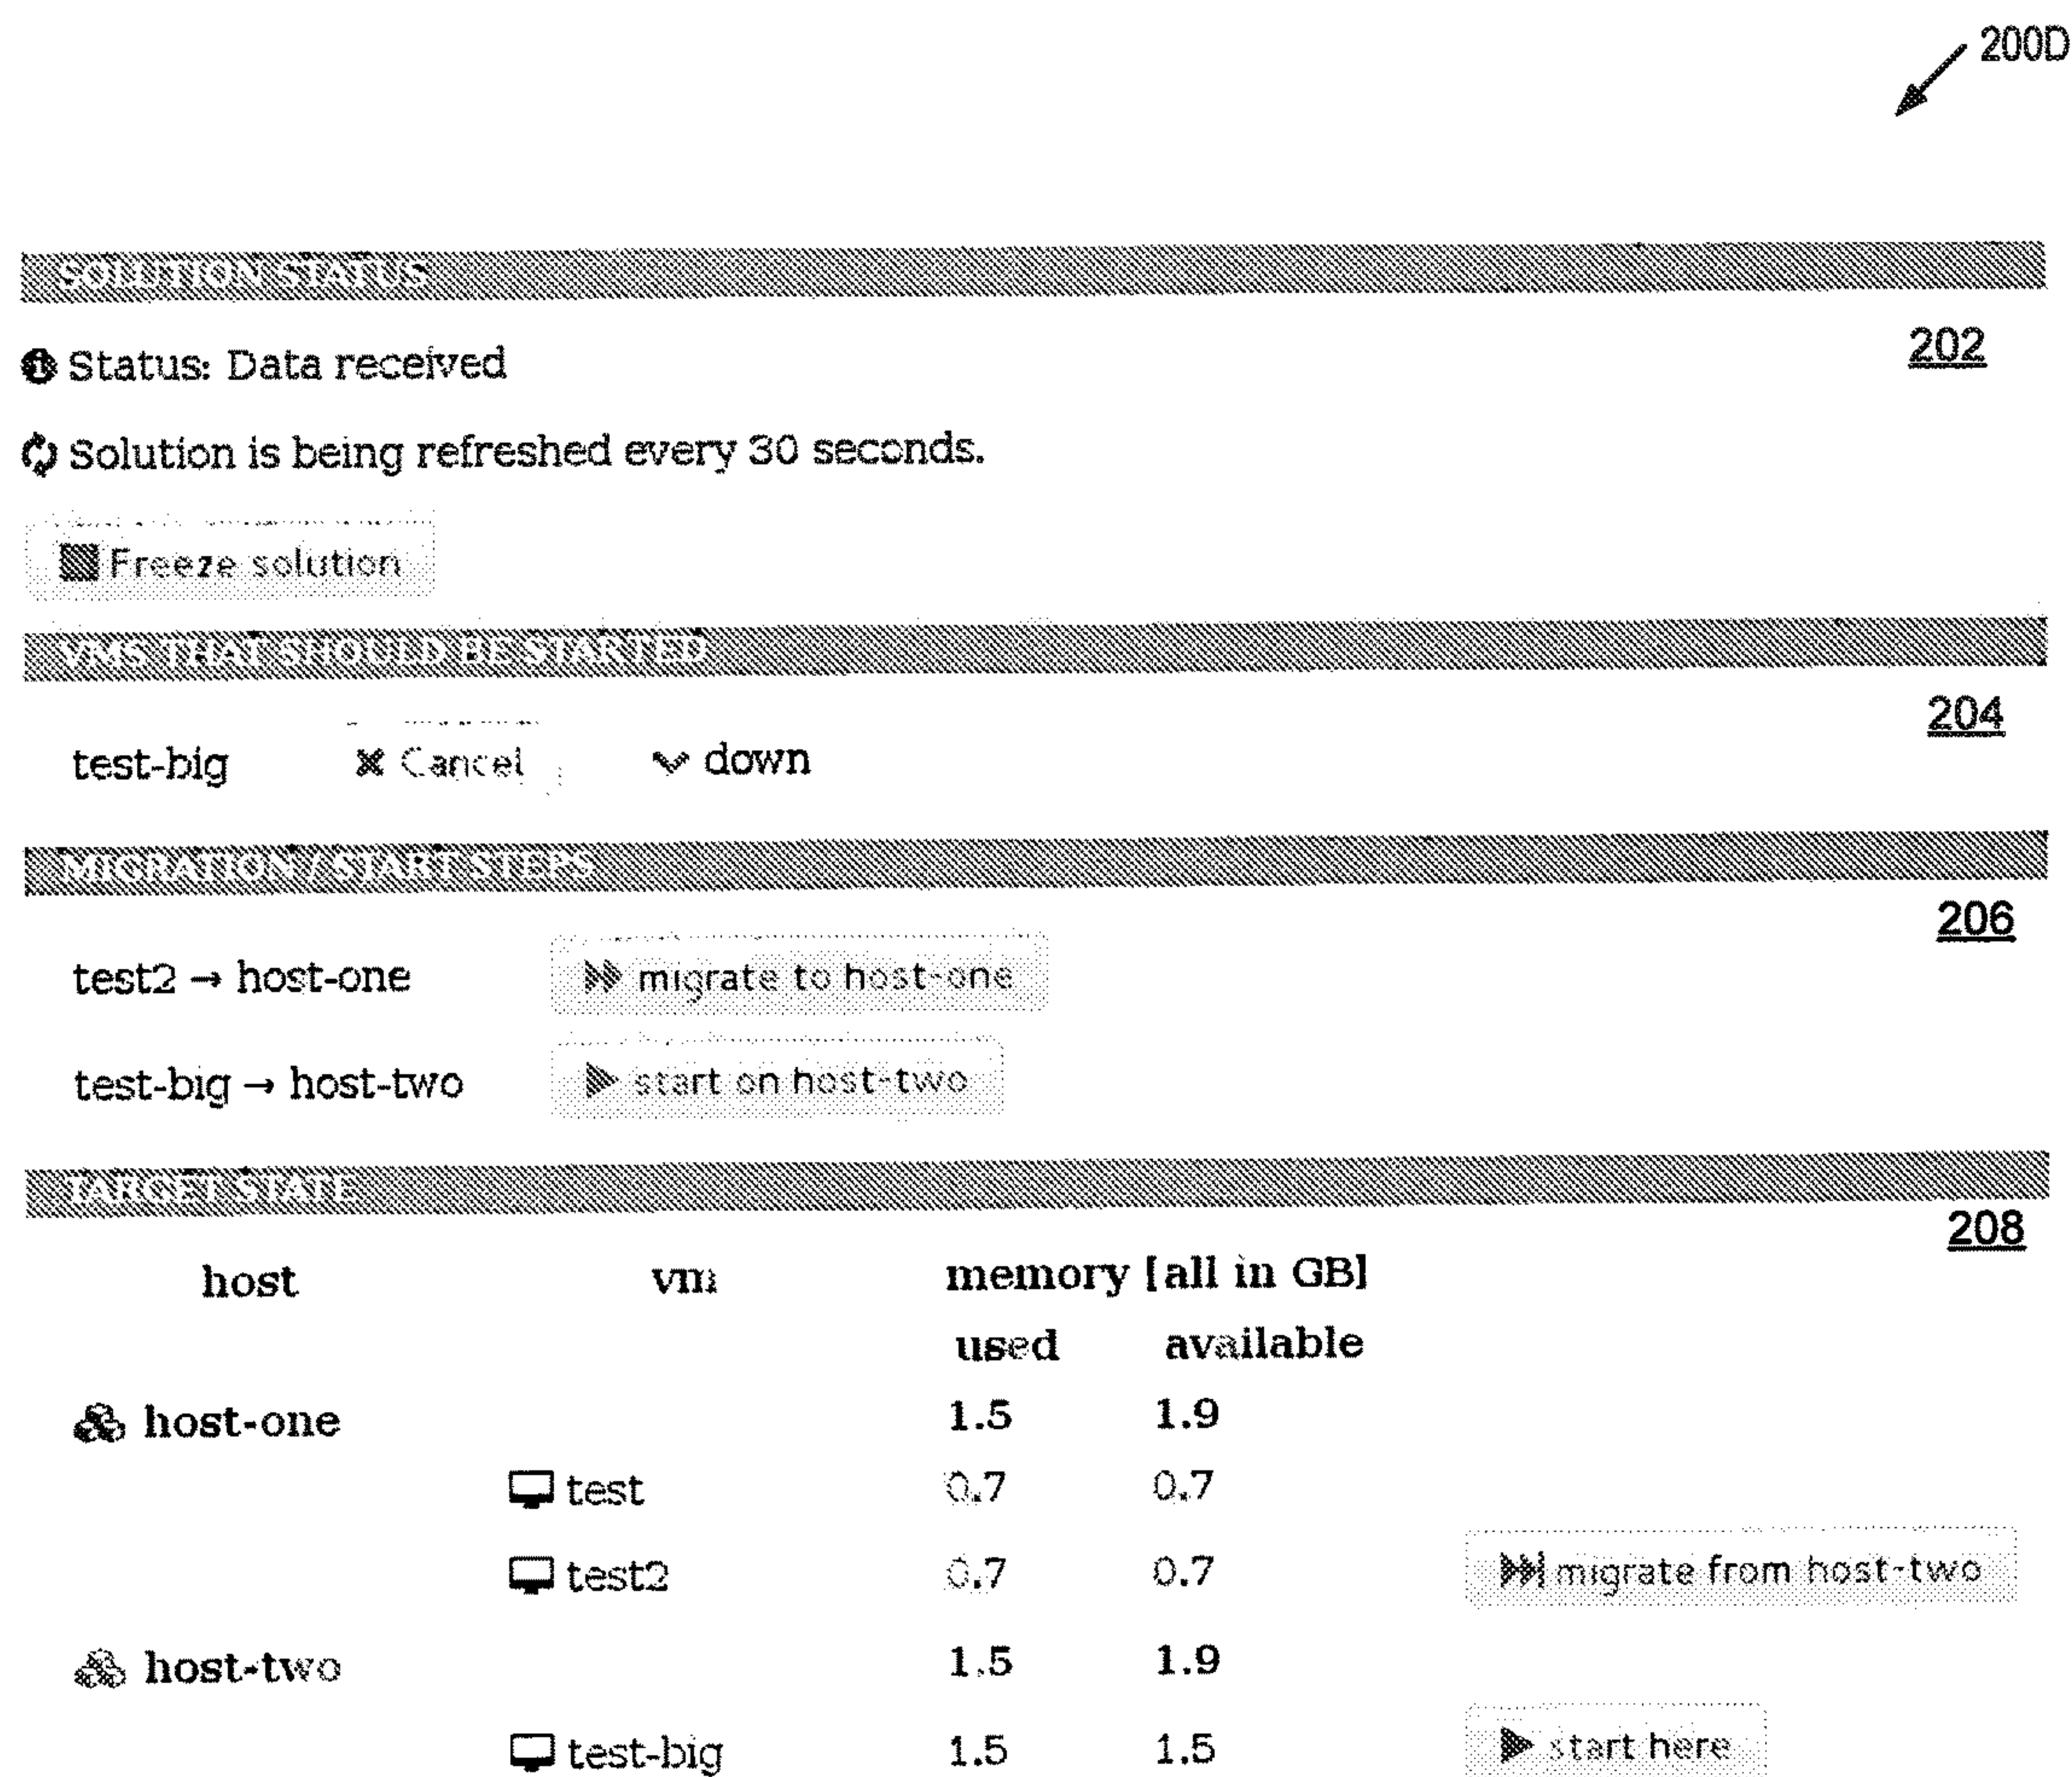 200D
SOLUTION STATUS
202
Status: Data received
Solution is being refreshed every 30 seconds.
Freeze solution
VMS THAT SHOULD BE STARTED
204
test-big Cancel down
MIGRATION / START STEPS
206
test2 → host-one migrate to host-one
test-big → host-two start on host-two
TARGET STATE
208
host vm memory [all in GB]
used available
host-one 1.5 1.9
test 0.7 0.7
test2 0.7 0.7 migrate from host-two
host-two 1.5 1.9
test-big 1.5 1.5 start here